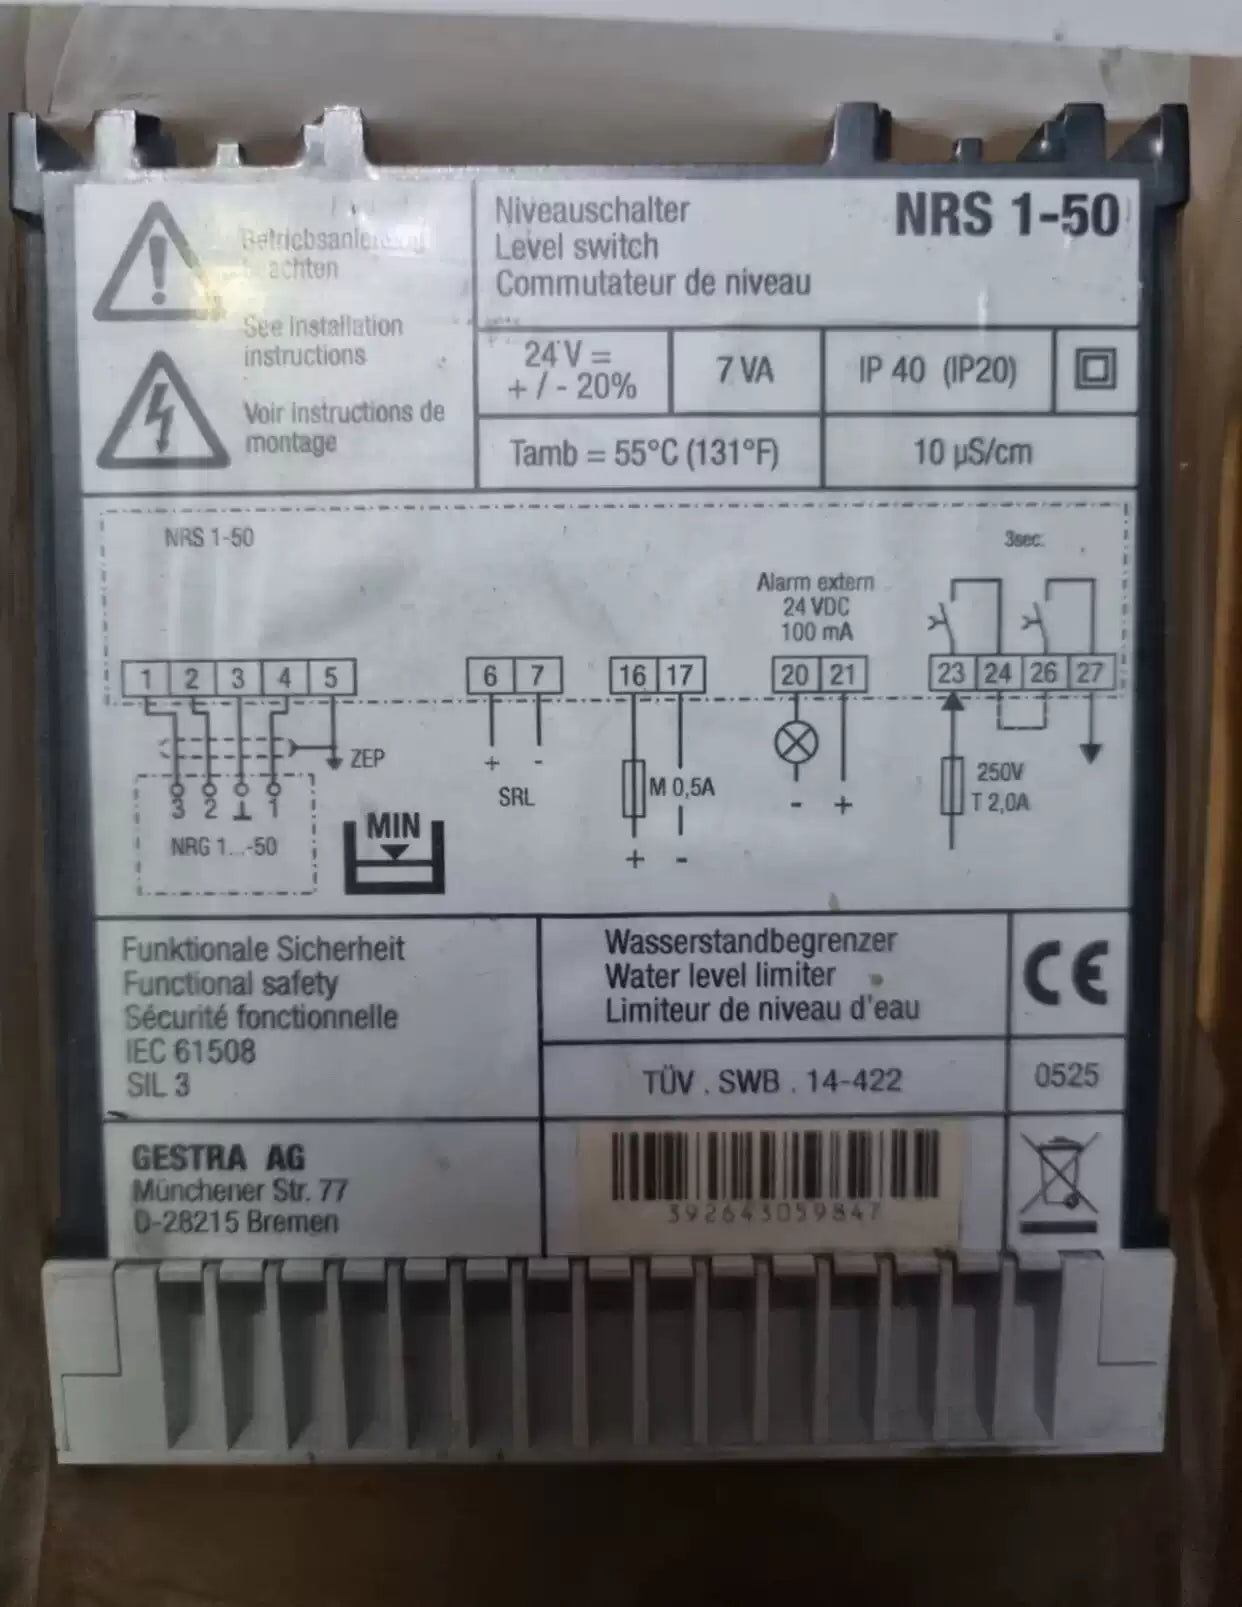 See Installation
instructions
Voir instructions de
montage
Niveauschalter
Level switch
Commutateur de niveau
NRS 1-50
24 V =
+ / - 20%
7 VA
IP 40 (IP20)
Tamb = 55°C (131°F)
10 µS/cm
NRS 1-50
3sec.
Alarm extern
24 VDC
100 mA
1 2 3 4 5
6 7
16 17
20 21
23 24 26 27
ZEP
+ -
SRL
M 0,5A
+ -
- +
250V
T 2,0A
3 2 ⊥ 1
NRG 1...-50
MIN
Funktionale Sicherheit
Functional safety
Sécurité fonctionnelle
IEC 61508
SIL 3
Wasserstandbegrenzer
Water level limiter
Limiteur de niveau d'eau
CE
TÜV . SWB . 14-422
0525
GESTRA AG
Münchener Str. 77
D-28215 Bremen
392643059847